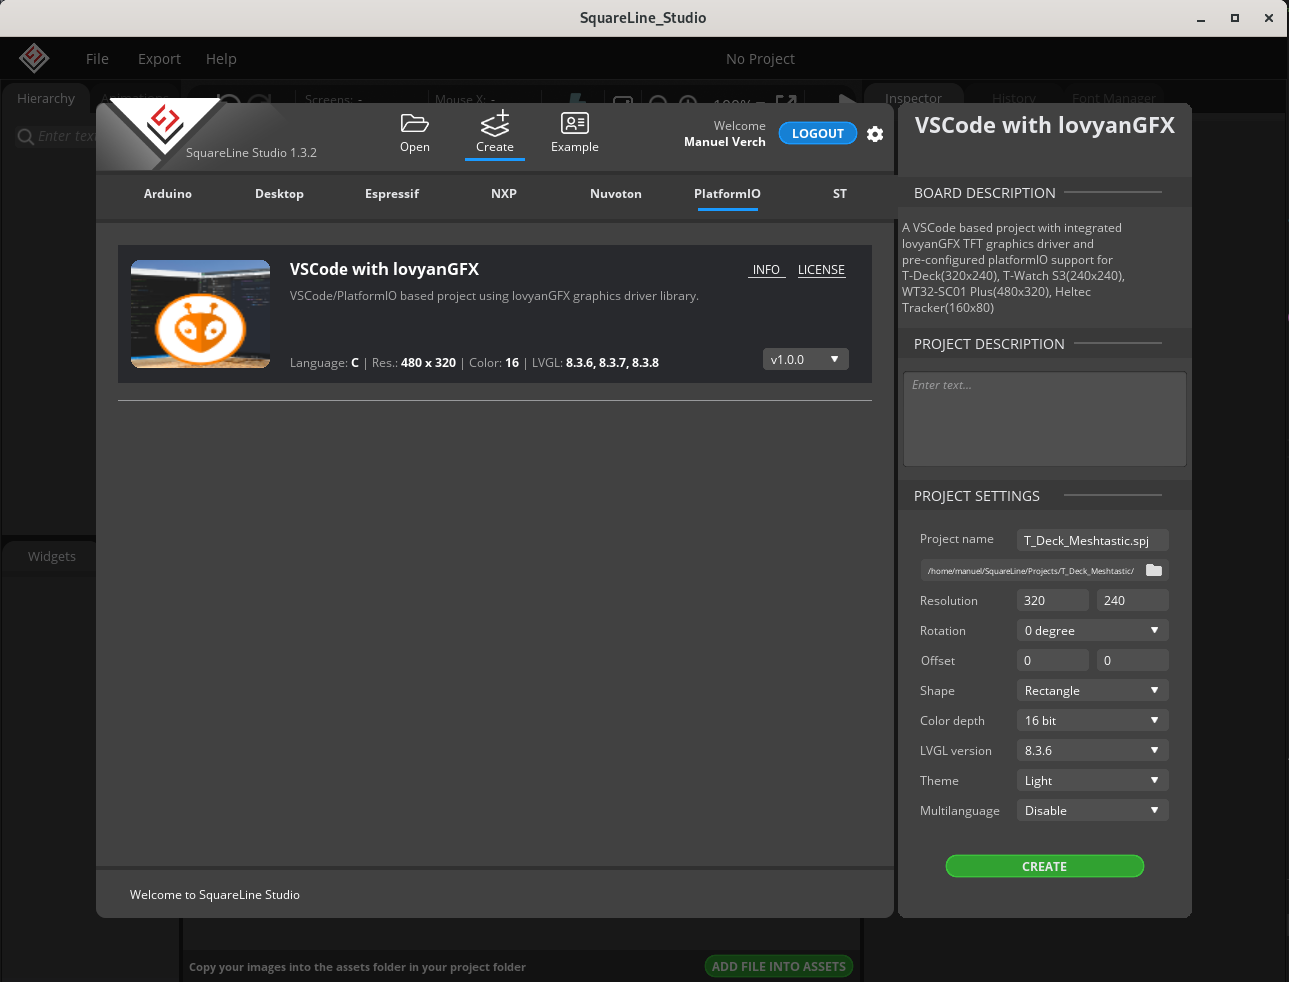 SquareLine_Studio
File Export Help No Project
Hierarchy Animations Screens: - Mouse X: - 100% Inspector History Font Manager
Enter text
SquareLine Studio 1.3.2
Open Create Example
Welcome
Manuel Verch
LOGOUT
Arduino Desktop Espressif NXP Nuvoton PlatformIO ST
VSCode with lovyanGFX INFO LICENSE
VSCode/PlatformIO based project using lovyanGFX graphics driver library.
Language: C | Res.: 480 x 320 | Color: 16 | LVGL: 8.3.6, 8.3.7, 8.3.8 v1.0.0
Widgets
Welcome to SquareLine Studio
VSCode with lovyanGFX
BOARD DESCRIPTION
A VSCode based project with integrated
lovyanGFX TFT graphics driver and
pre-configured platformIO support for
T-Deck(320x240), T-Watch S3(240x240),
WT32-SC01 Plus(480x320), Heltec
Tracker(160x80)
PROJECT DESCRIPTION
Enter text...
PROJECT SETTINGS
Project name T_Deck_Meshtastic.spj
/home/manuel/SquareLine/Projects/T_Deck_Meshtastic/
Resolution 320 240
Rotation 0 degree
Offset 0 0
Shape Rectangle
Color depth 16 bit
LVGL version 8.3.6
Theme Light
Multilanguage Disable
CREATE
Copy your images into the assets folder in your project folder ADD FILE INTO ASSETS